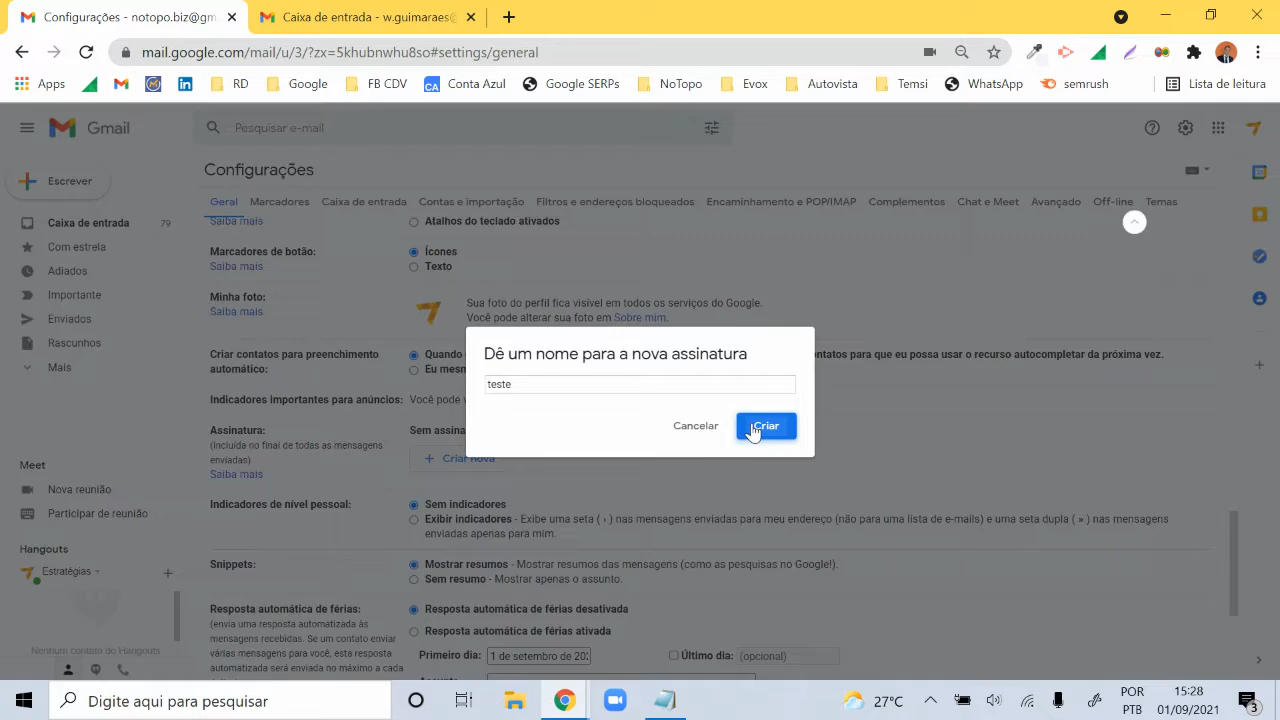 Configurações - notopo.biz@gm
Caixa de entrada - w.guimaraes@
mail.google.com/mail/u/3/?zx=5khubnwhu8so#settings/general
Apps
RD
Google
FB CDV
CA
Conta Azul
Google SERPs
NoTopo
Evox
Autovista
Temsi
WhatsApp
semrush
Lista de leitura
Gmail
Pesquisar e-mail
Configurações
Escrever
Geral Marcadores Caixa de entrada Contas e importação Filtros e endereços bloqueados Encaminhamento e POP/IMAP Complementos Chat e Meet Avançado Off-line Temas
Caixa de entrada 79
Com estrela
Adiados
Importante
Enviados
Rascunhos
Mais
Meet
Nova reunião
Participar de reunião
Hangouts
Estratégias
Nenhum contato do Hangouts
Saiba mais
Atalhos do teclado ativados
Marcadores de botão:
Saiba mais
Ícones
Texto
Minha foto:
Saiba mais
Sua foto do perfil fica visível em todos os serviços do Google.
Você pode alterar sua foto em Sobre mim.
Criar contatos para preenchimento
automático:
Quando
Eu mesm
para que eu possa usar o recurso autocompletar da próxima vez.
Indicadores importantes para anúncios: Você pode v
Assinatura:
(incluída no final de todas as mensagens
enviadas)
Saiba mais
Sem assina
Criar nova
Dê um nome para a nova assinatura
teste
Cancelar
Criar
Indicadores de nível pessoal:
Sem indicadores
Exibir indicadores - Exibe uma seta ( › ) nas mensagens enviadas para meu endereço (não para uma lista de e-mails) e uma seta dupla ( » ) nas mensagens
enviadas apenas para mim.
Snippets:
Mostrar resumos - Mostrar resumos das mensagens (como as pesquisas no Google!).
Sem resumo - Mostrar apenas o assunto.
Resposta automática de férias:
(envia uma resposta automatizada às
mensagens recebidas. Se um contato enviar
várias mensagens para você, esta resposta
automatizada será enviada no máximo a cada
Resposta automática de férias desativada
Resposta automática de férias ativada
Primeiro dia: 1 de setembro de 202
Último dia: (opcional)
Digite aqui para pesquisar
27°C
POR
PTB
15:28
01/09/2021
3